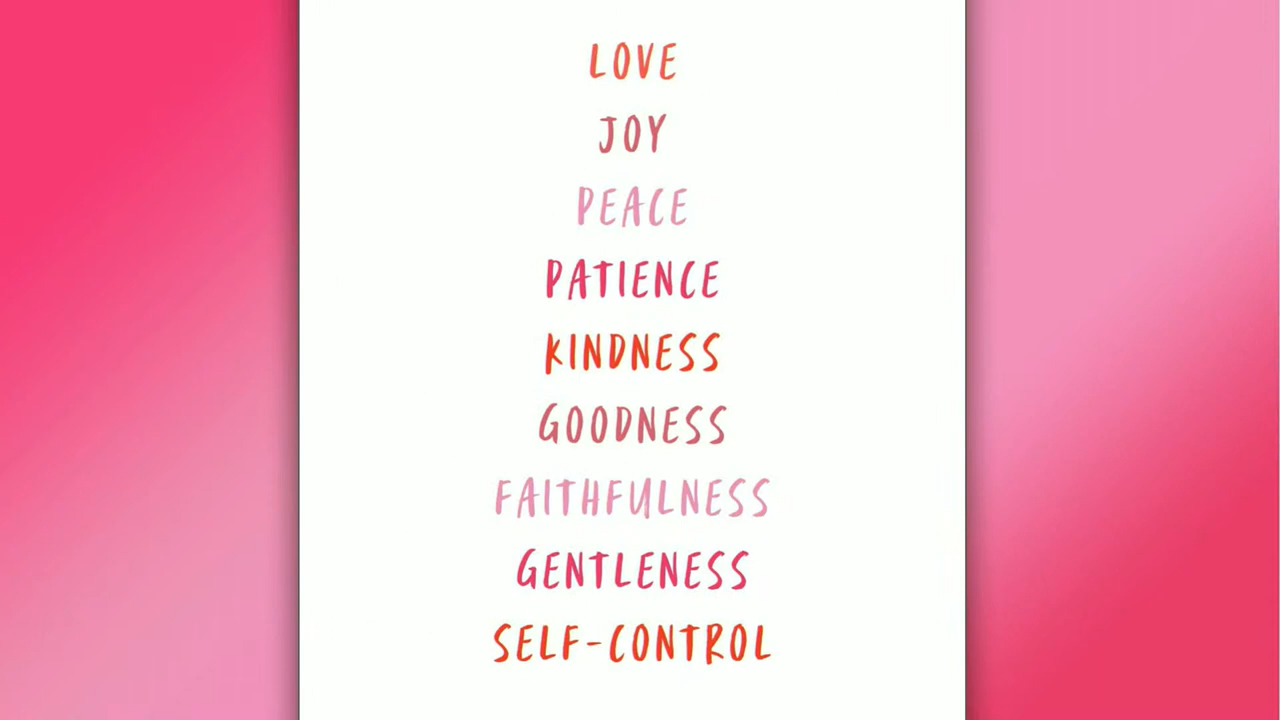 LOVE
JOY
PEACE
PATIENCE
KINDNESS
GOODNESS
FAITHFULNESS
GENTLENESS
SELF-CONTROL